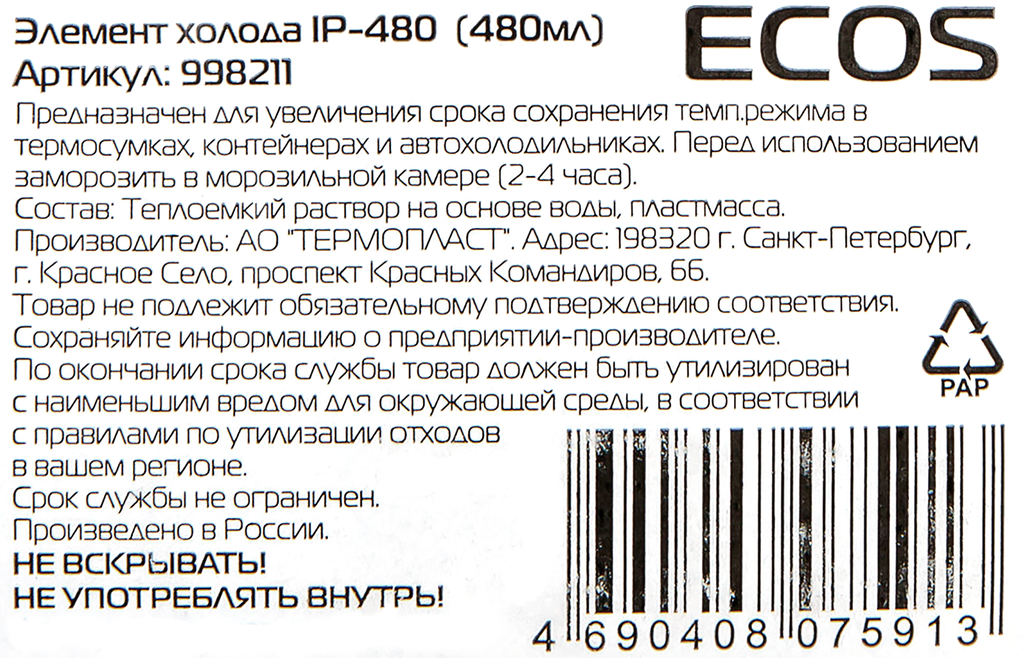 Элемент холода IP-480 (480мл)
ECOS
Артикул: 998211
Предназначен для увеличения срока сохранения темп.режима в
термосумках, контейнерах и автохолодильниках. Перед использованием
заморозить в морозильной камере (2-4 часа).
Состав: Теплоемкий раствор на основе воды, пластмасса.
Производитель: АО "ТЕРМОПЛАСТ". Адрес: 198320 г. Санкт-Петербург,
г. Красное Село, проспект Красных Командиров, 66.
Товар не подлежит обязательному подтверждению соответствия.
Сохраняйте информацию о предприятии-производителе.
По окончании срока службы товар должен быть утилизирован
с наименьшим вредом для окружающей среды, в соответствии
с правилами по утилизации отходов
в вашем регионе.
Срок службы не ограничен.
Произведено в России.
НЕ ВСКРЫВАТЬ!
НЕ УПОТРЕБЛЯТЬ ВНУТРЬ!
PAP
4 690408 075913